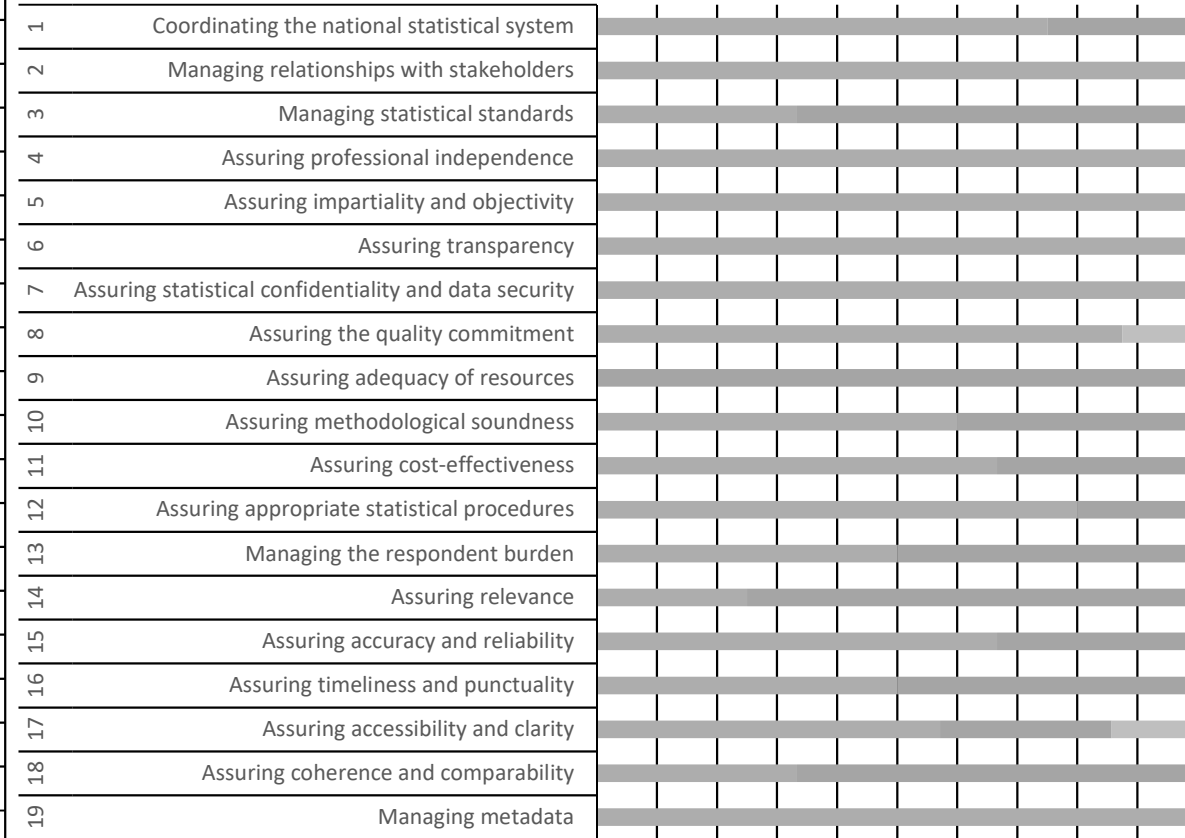 1 Coordinating the national statistical system
2 Managing relationships with stakeholders
3 Managing statistical standards
4 Assuring professional independence
5 Assuring impartiality and objectivity
6 Assuring transparency
7 Assuring statistical confidentiality and data security
8 Assuring the quality commitment
9 Assuring adequacy of resources
10 Assuring methodological soundness
11 Assuring cost-effectiveness
12 Assuring appropriate statistical procedures
13 Managing the respondent burden
14 Assuring relevance
15 Assuring accuracy and reliability
16 Assuring timeliness and punctuality
17 Assuring accessibility and clarity
18 Assuring coherence and comparability
19 Managing metadata